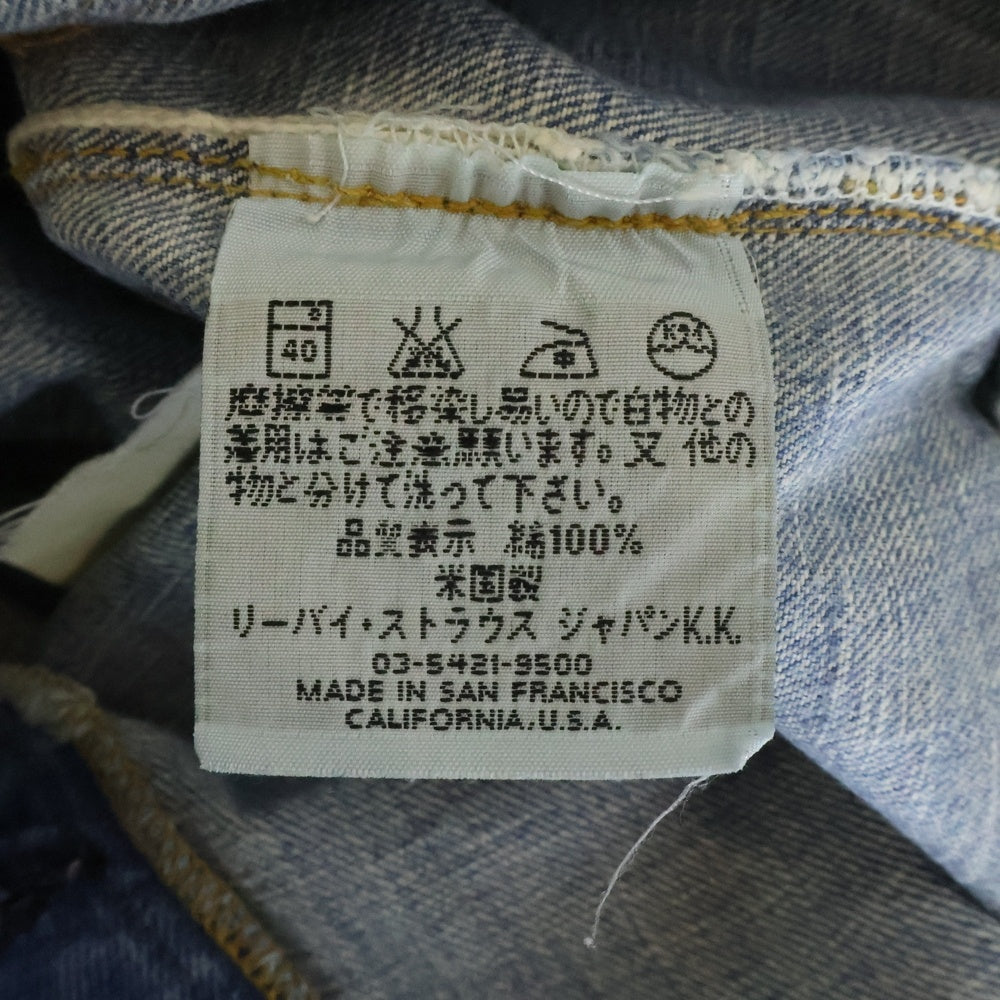 40
摩擦等で移染し易いので白物との
着用はご注意願います。又 他の
物と分けて洗って下さい。
品質表示 綿100%
米国製
リーバイ・ストラウス ジャパンK.K.
03-5421-9500
MADE IN SAN FRANCISCO
CALIFORNIA.U.S.A.